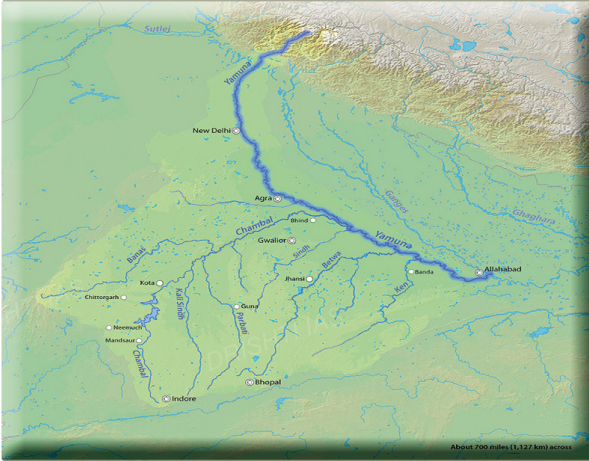 Sutlej
Yamuna
New Delhi
Agra
Ganges
Ghaghara
Bhind
Chambal
Yamuna
Gwalior
Sindh
Betwa
Banas
Allahabad
Banda
Jhansi
Kota
Ken
Kali Sindh
Chittorgarh
Guna
Parbati
Neemuch
Mandsaur
Chambal
Bhopal
Indore
About 700 miles (1,127 km) across